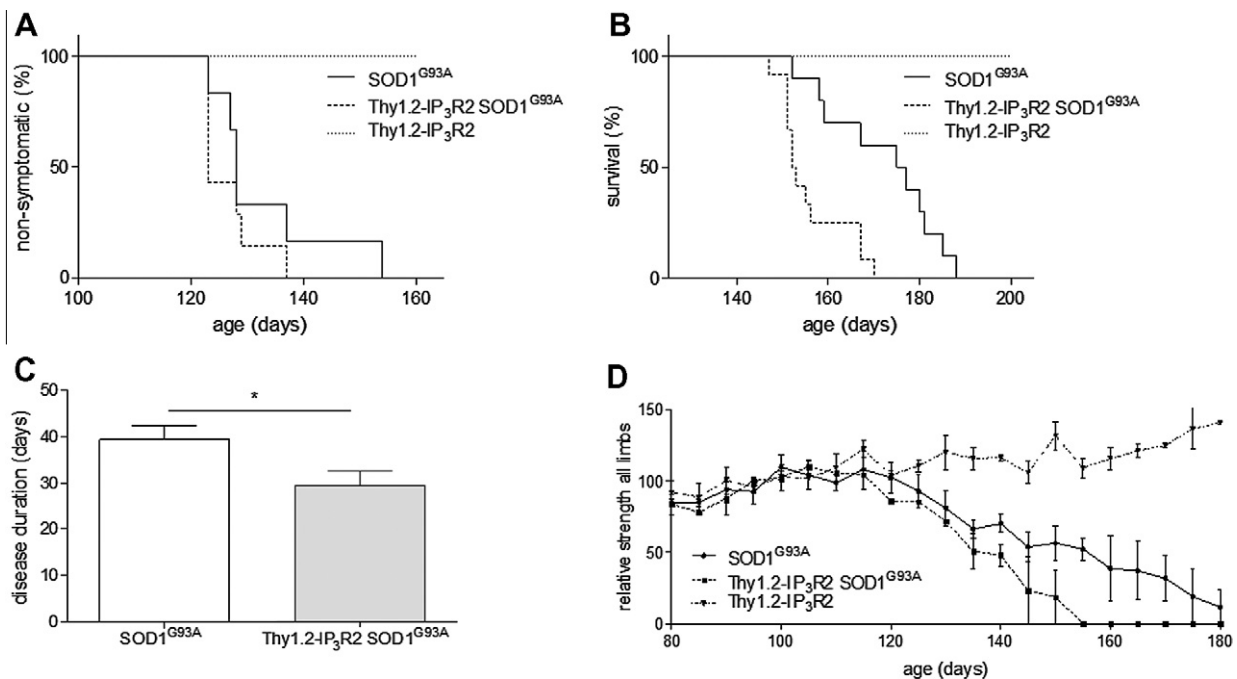 A
non-symptomatic (%)
100
50
0
SOD1G93A
Thy1.2-IP3R2 SOD1G93A
Thy1.2-IP3R2
100 120 140 160
age (days)
B
survival (%)
100
50
0
SOD1G93A
Thy1.2-IP3R2 SOD1G93A
Thy1.2-IP3R2
140 160 180 200
age (days)
C
disease duration (days)
50
40
30
20
10
0
*
SOD1G93A Thy1.2-IP3R2 SOD1G93A
D
relative strength all limbs
150
100
50
0
SOD1G93A
Thy1.2-IP3R2 SOD1G93A
Thy1.2-IP3R2
80 100 120 140 160 180
age (days)